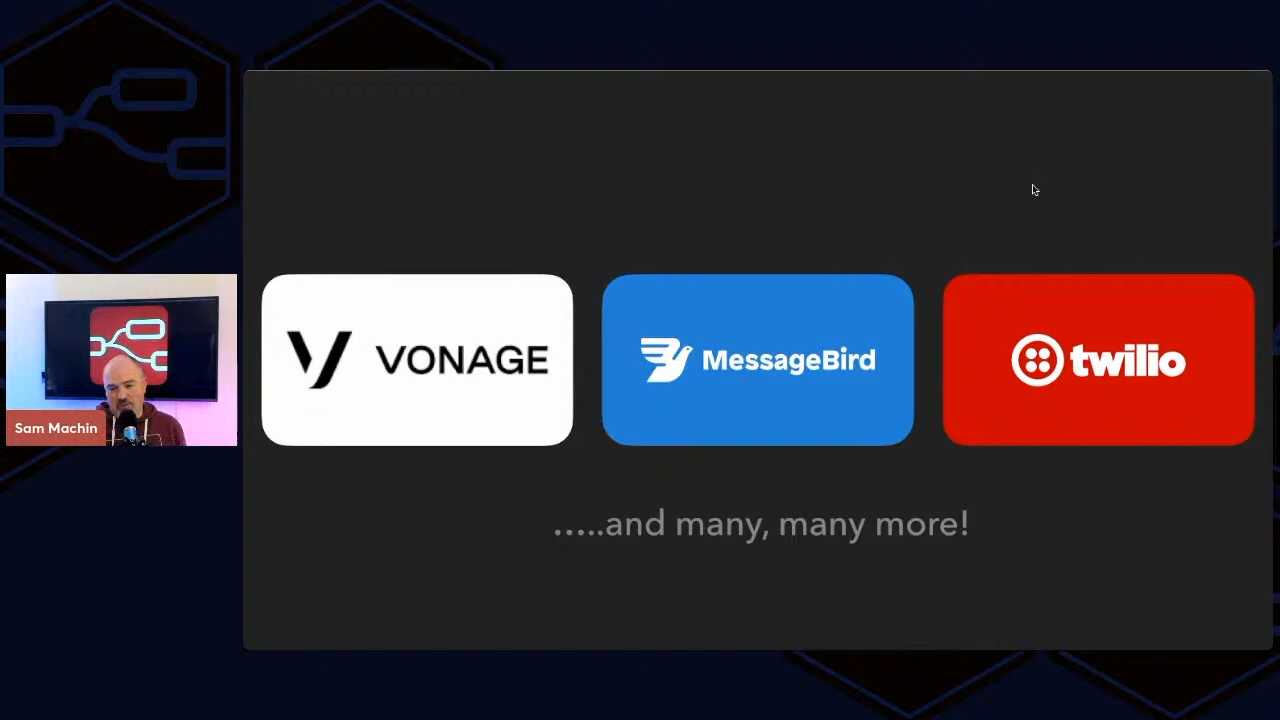 VONAGE
MessageBird
twilio
Sam Machin
.....and many, many more!